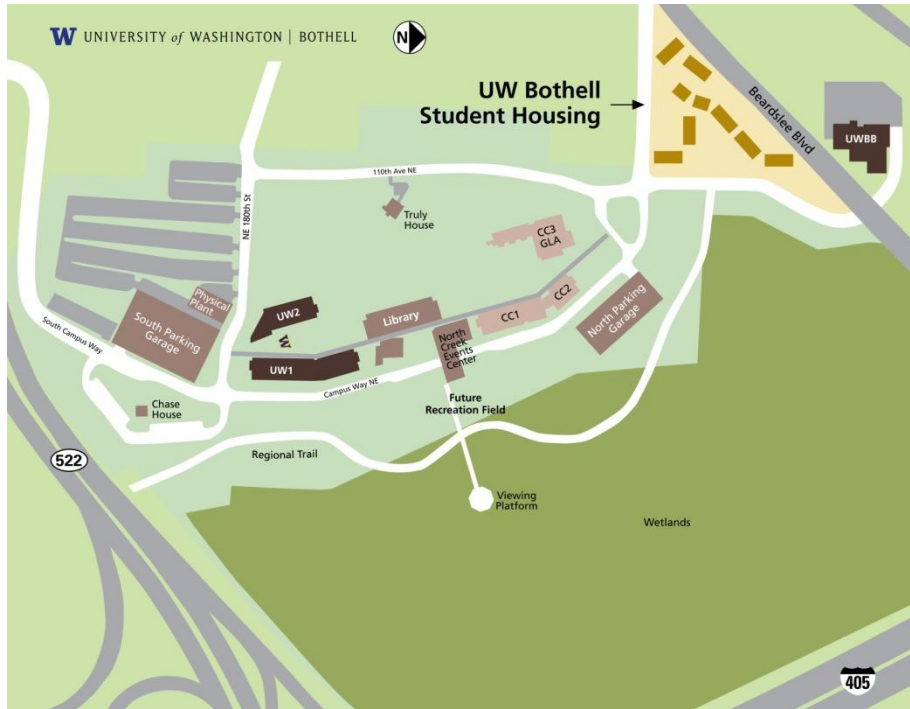 W UNIVERSITY of WASHINGTON | BOTHELL
N
UW Bothell
Student Housing
Beardslee Blvd
UWBB
110th Ave NE
NE 180th St
Truly
House
CC3
GLA
Physical
Plant
South Parking
Garage
South Campus Way
UW2
W
Library
CC2
CC1
North Parking
Garage
North
Creek
Events
Center
UW1
Campus Way NE
Chase
House
Future
Recreation Field
522
Regional Trail
Viewing
Platform
Wetlands
405